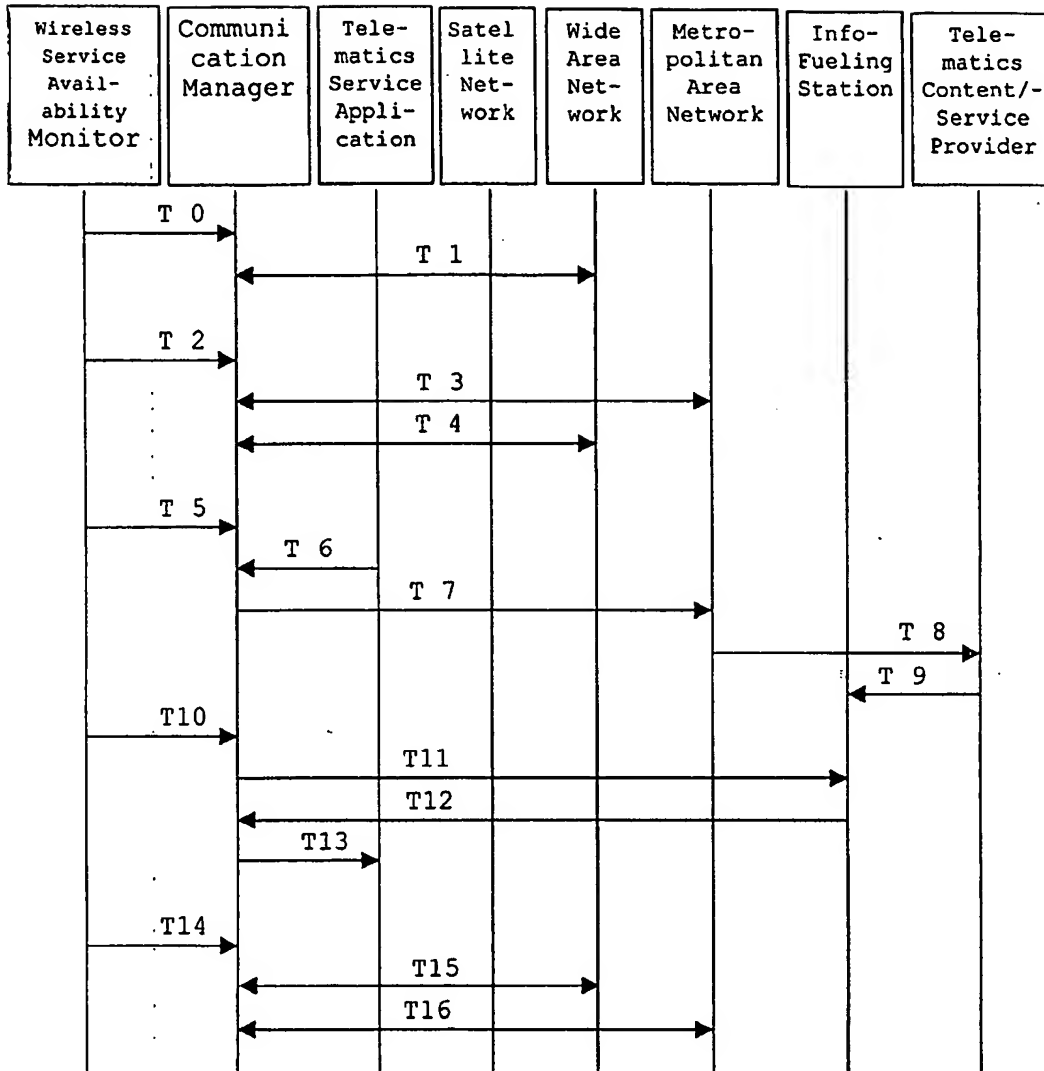 Wireless
Service
Avail-
ability
Monitor
Communi
cation
Manager
Tele-
matics
Service
Appli-
cation
Satel
lite
Net-
work
Wide
Area
Net-
work
Metro-
politan
Area
Network
Info-
Fueling
Station
Tele-
matics
Content/-
Service
Provider
T 0
T 1
T 2
T 3
T 4
T 5
T 6
T 7
T 8
T 9
T10
T11
T12
T13
T14
T15
T16